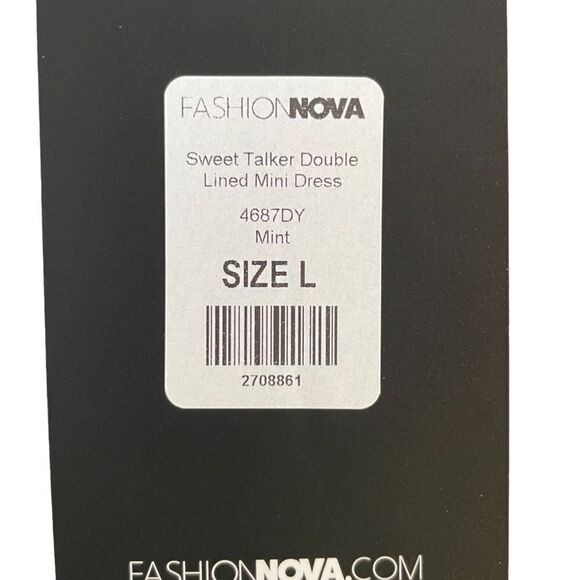 FASHIONNOVA
Sweet Talker Double
Lined Mini Dress
4687DY
Mint
SIZE L
2708861
FASHIONNOVA.COM